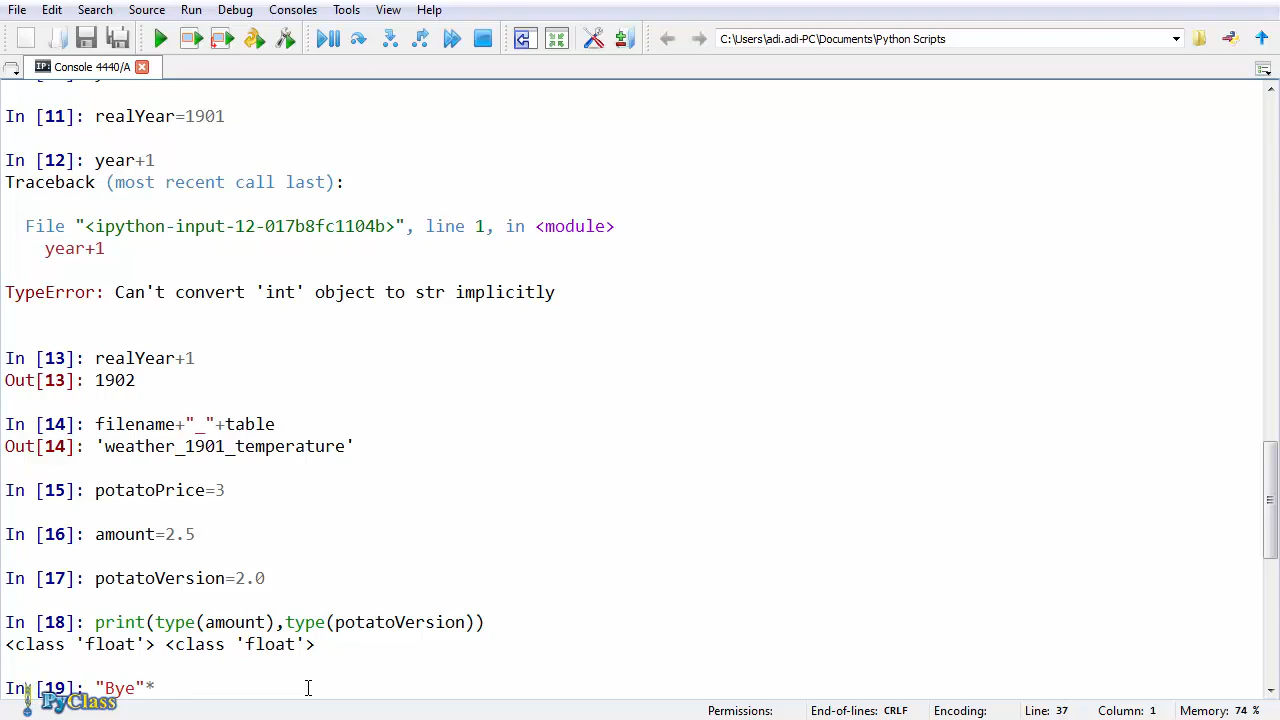 File Edit Search Source Run Debug Consoles Tools View Help
C:\Users\adi.adi-PC\Documents\Python Scripts
IP: Console 4440/A
In [11]: realYear=1901
In [12]: year+1
Traceback (most recent call last):
File "<ipython-input-12-017b8fc1104b>", line 1, in <module>
year+1
TypeError: Can't convert 'int' object to str implicitly
In [13]: realYear+1
Out[13]: 1902
In [14]: filename+"_"+table
Out[14]: 'weather_1901_temperature'
In [15]: potatoPrice=3
In [16]: amount=2.5
In [17]: potatoVersion=2.0
In [18]: print(type(amount),type(potatoVersion))
<class 'float'> <class 'float'>
In [19]: "Bye"*
PyClass
Permissions: End-of-lines: CRLF Encoding: Line: 37 Column: 1 Memory: 74 %